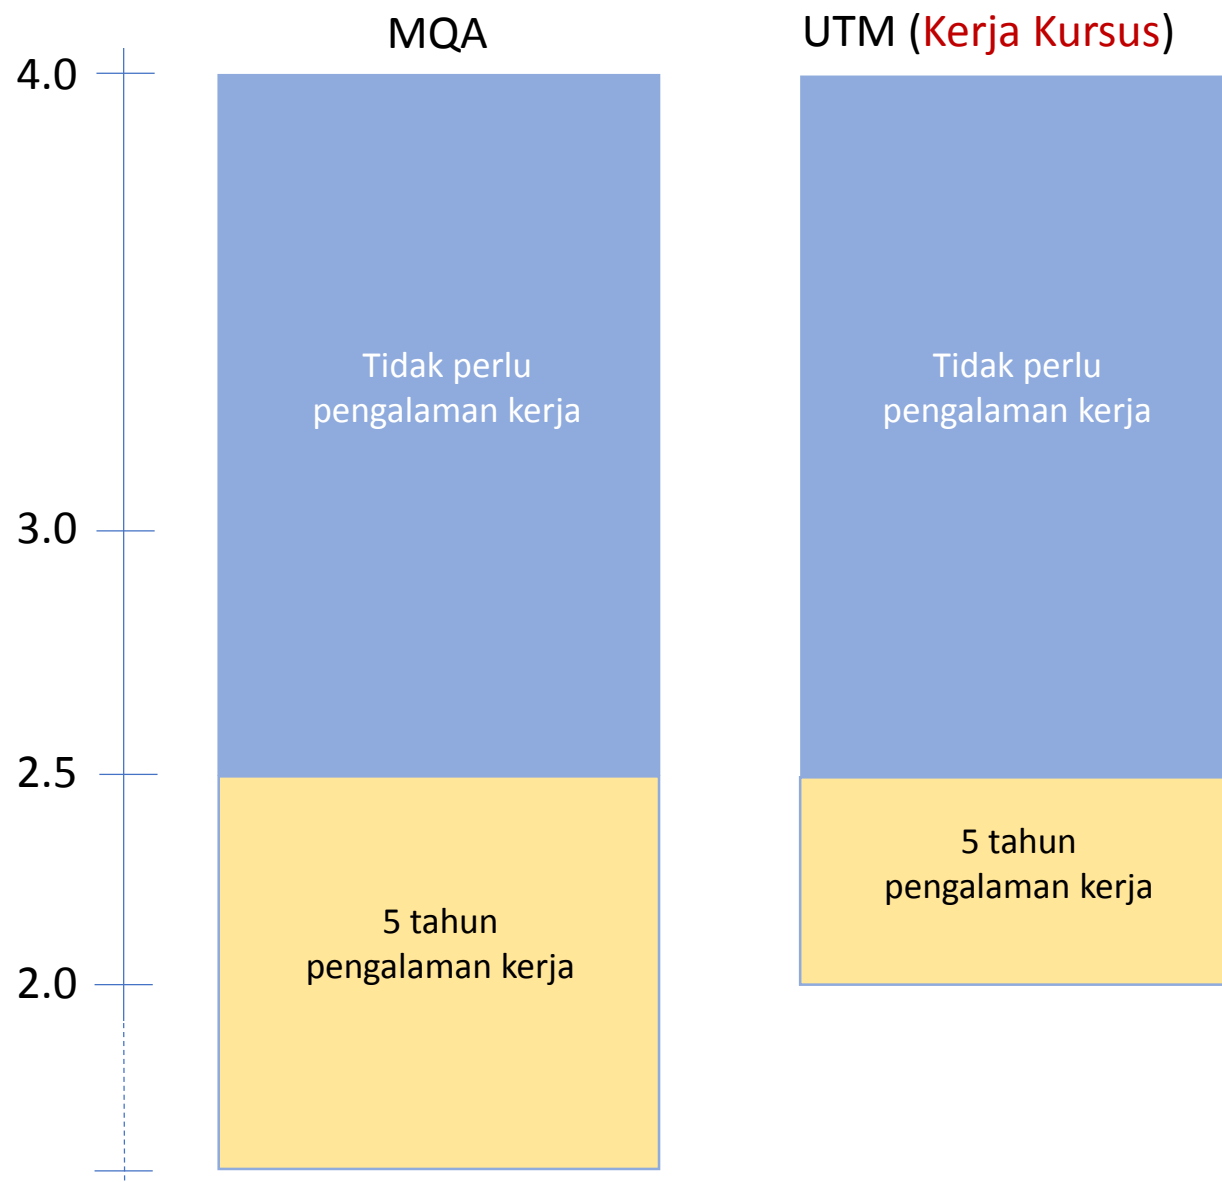 MQA
UTM (Kerja Kursus)
4.0
Tidak perlu
pengalaman kerja
Tidak perlu
pengalaman kerja
3.0
2.5
5 tahun
pengalaman kerja
5 tahun
pengalaman kerja
2.0